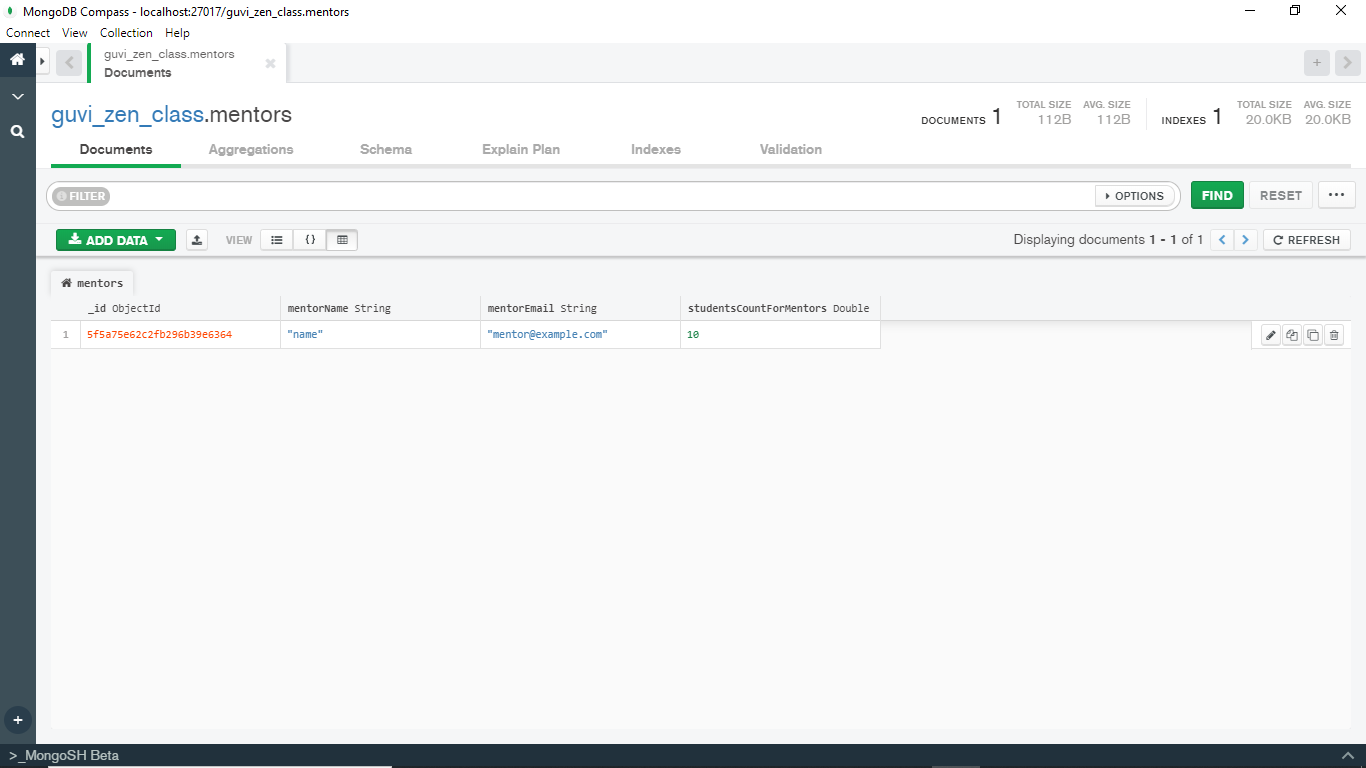 MongoDB Compass - localhost:27017/guvi_zen_class.mentors
Connect View Collection Help
guvi_zen_class.mentors
Documents
guvi_zen_class.mentors
DOCUMENTS 1 TOTAL SIZE 112B AVG. SIZE 112B INDEXES 1 TOTAL SIZE 20.0KB AVG. SIZE 20.0KB
Documents Aggregations Schema Explain Plan Indexes Validation
FILTER OPTIONS FIND RESET
ADD DATA VIEW { } Displaying documents 1 - 1 of 1 REFRESH
mentors
_id ObjectId mentorName String mentorEmail String studentsCountForMentors Double
1 5f5a75e62c2fb296b39e6364 "name" "mentor@example.com" 10
>_MongoSH Beta